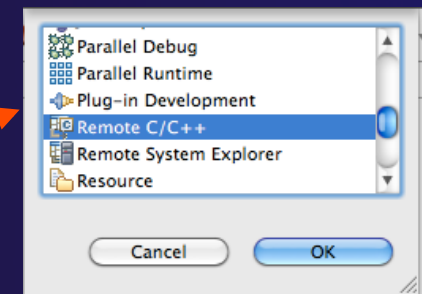 Parallel Debug
Parallel Runtime
Plug-in Development
Remote C/C++
Remote System Explorer
Resource
Cancel
OK